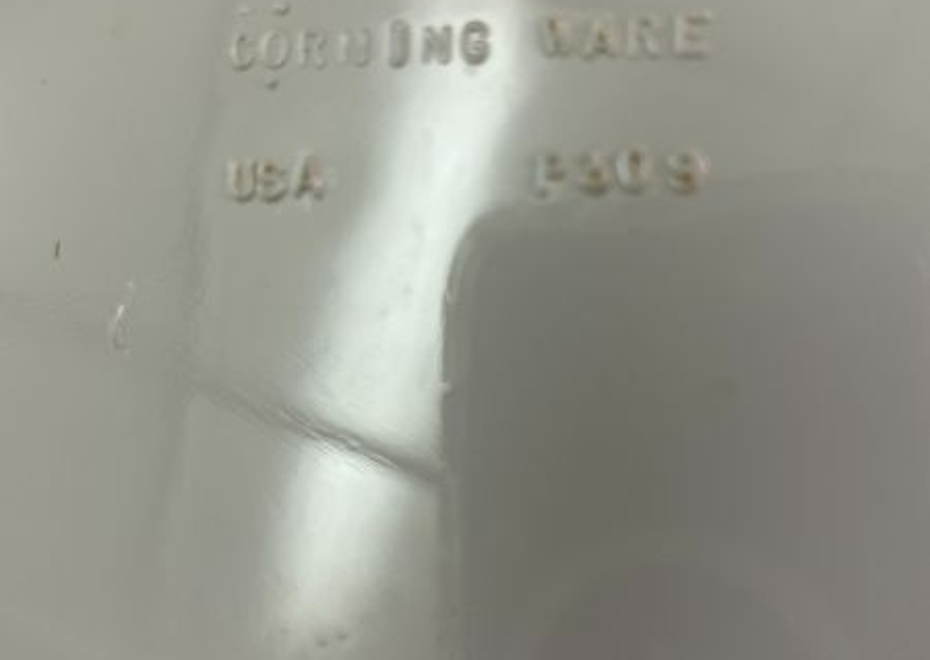 CORNING WARE
USA P309